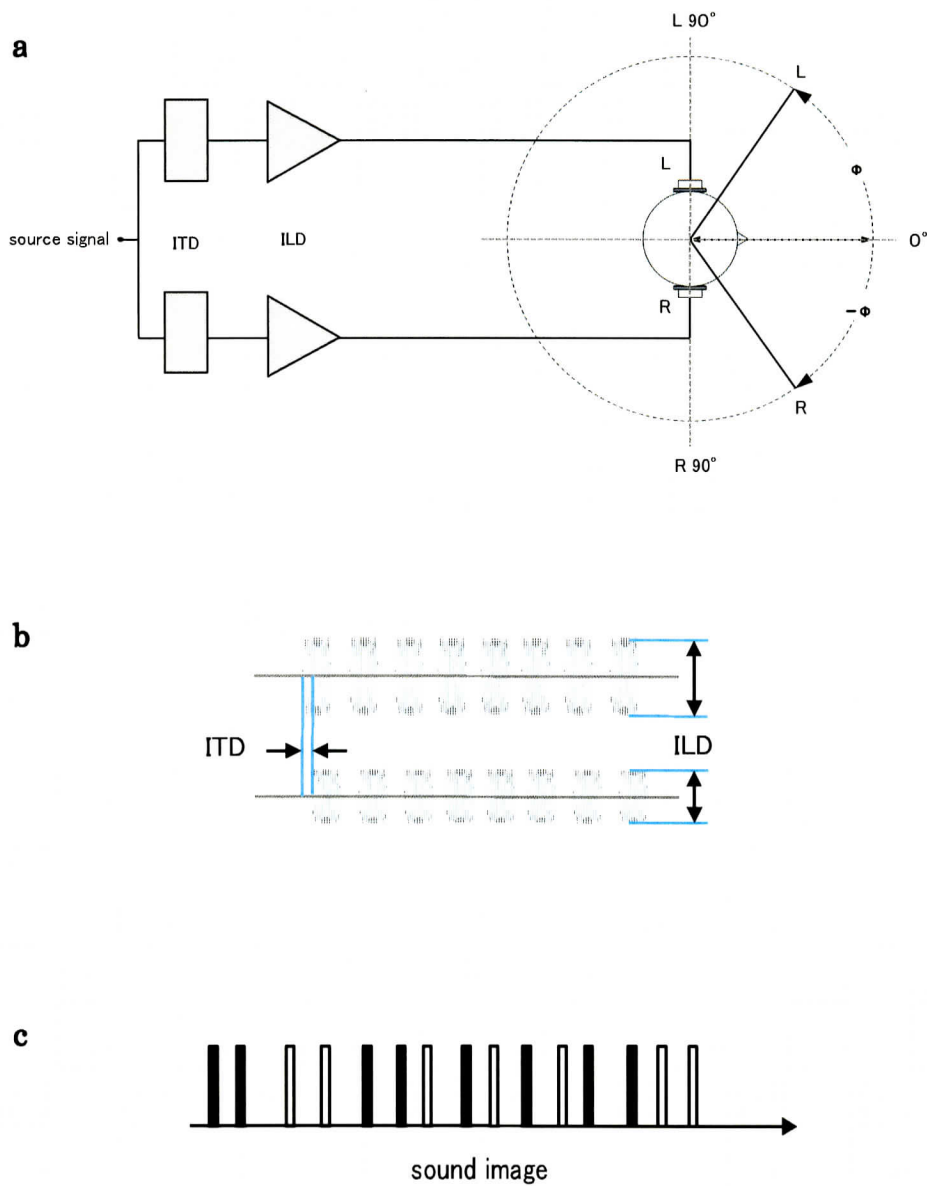 a
L 90°
L
L
Φ
source signal
ITD
ILD
0°
R
−Φ
R
R 90°
b
ITD
ILD
c
sound image